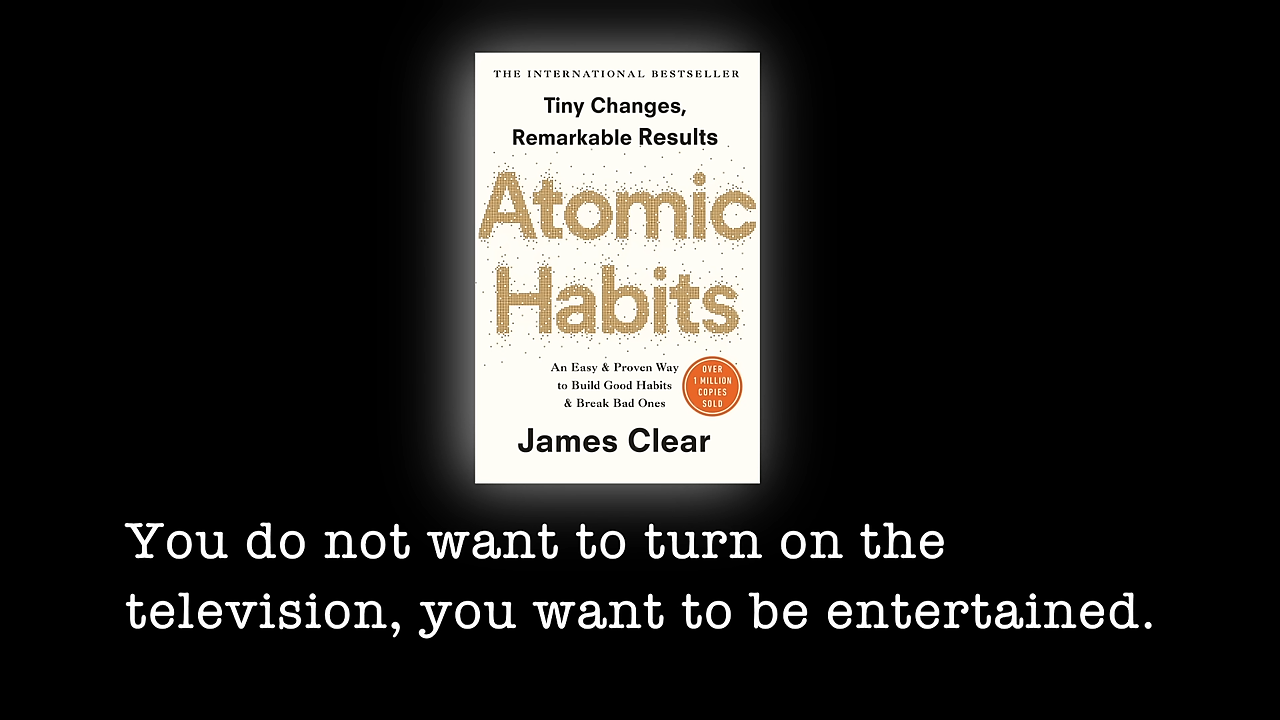 THE INTERNATIONAL BESTSELLER
Tiny Changes,
Remarkable Results
Atomic
Habits
An Easy & Proven Way
to Build Good Habits
& Break Bad Ones
OVER
1 MILLION
COPIES
SOLD
James Clear
You do not want to turn on the
television, you want to be entertained.